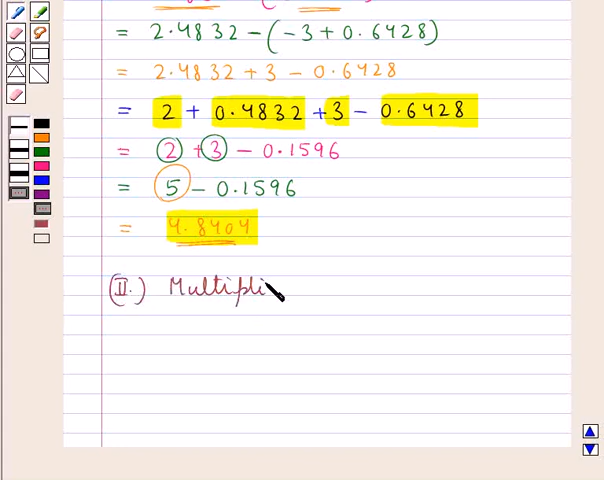 = 2.4832 - (-3 + 0.6428)
= 2.4832 + 3 - 0.6428
= 2 + 0.4832 + 3 - 0.6428
= 2 + 3 - 0.1596
= 5 - 0.1596
= 4.8404
(II.) Multipli